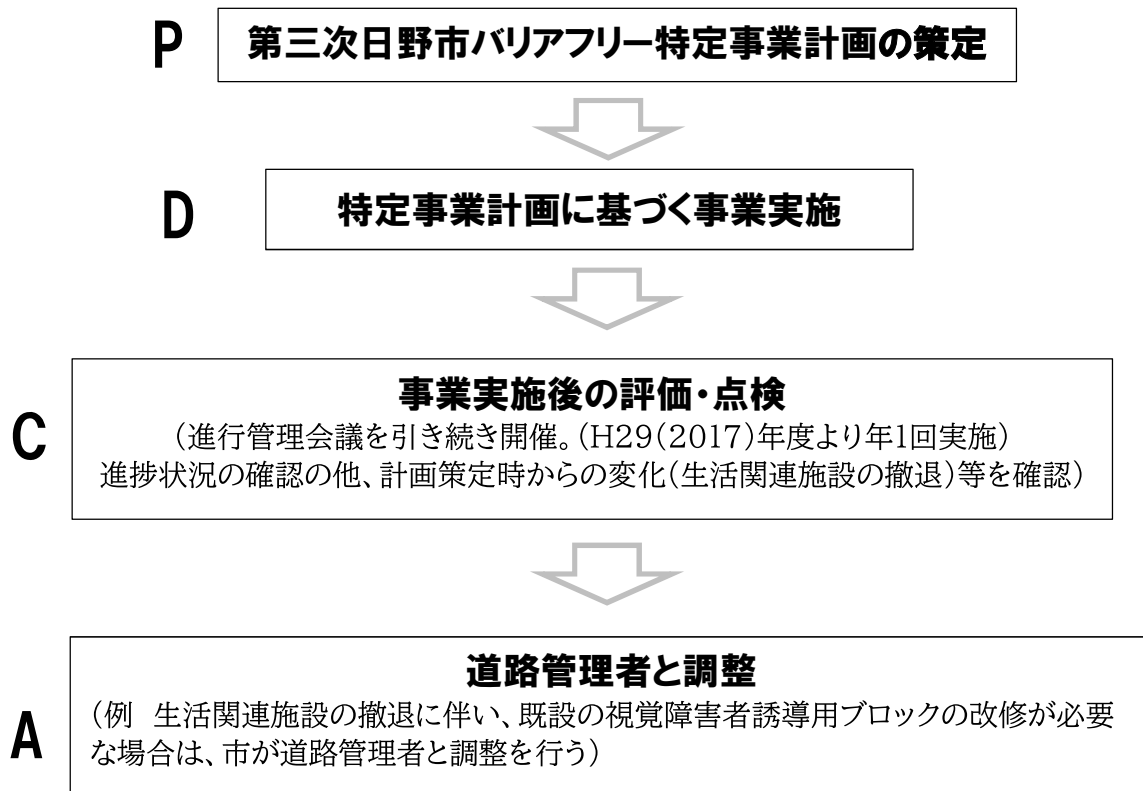 P
第三次日野市バリアフリー特定事業計画の策定
D
特定事業計画に基づく事業実施
C
事業実施後の評価・点検
（進行管理会議を引き続き開催。（H29（2017）年度より年1回実施）
進捗状況の確認の他、計画策定時からの変化（生活関連施設の撤退）等を確認）
A
道路管理者と調整
（例　生活関連施設の撤退に伴い、既設の視覚障害者誘導用ブロックの改修が必要
な場合は、市が道路管理者と調整を行う）